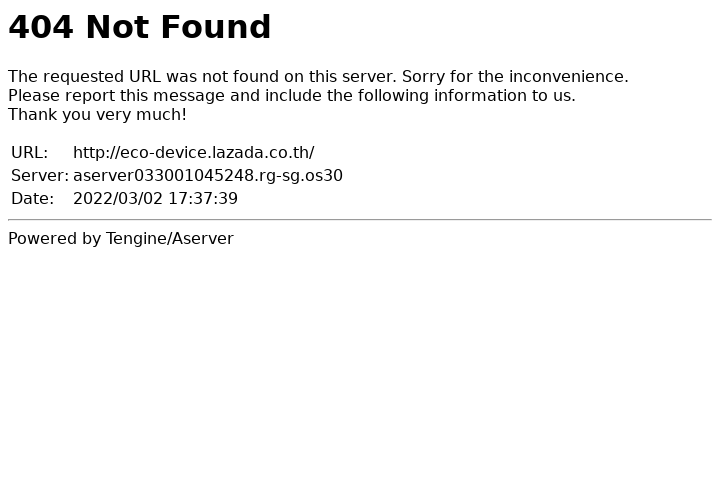 404 Not Found
The requested URL was not found on this server. Sorry for the inconvenience.
Please report this message and include the following information to us.
Thank you very much!
URL: http://eco-device.lazada.co.th/
Server: aserver033001045248.rg-sg.os30
Date: 2022/03/02 17:37:39
Powered by Tengine/Aserver